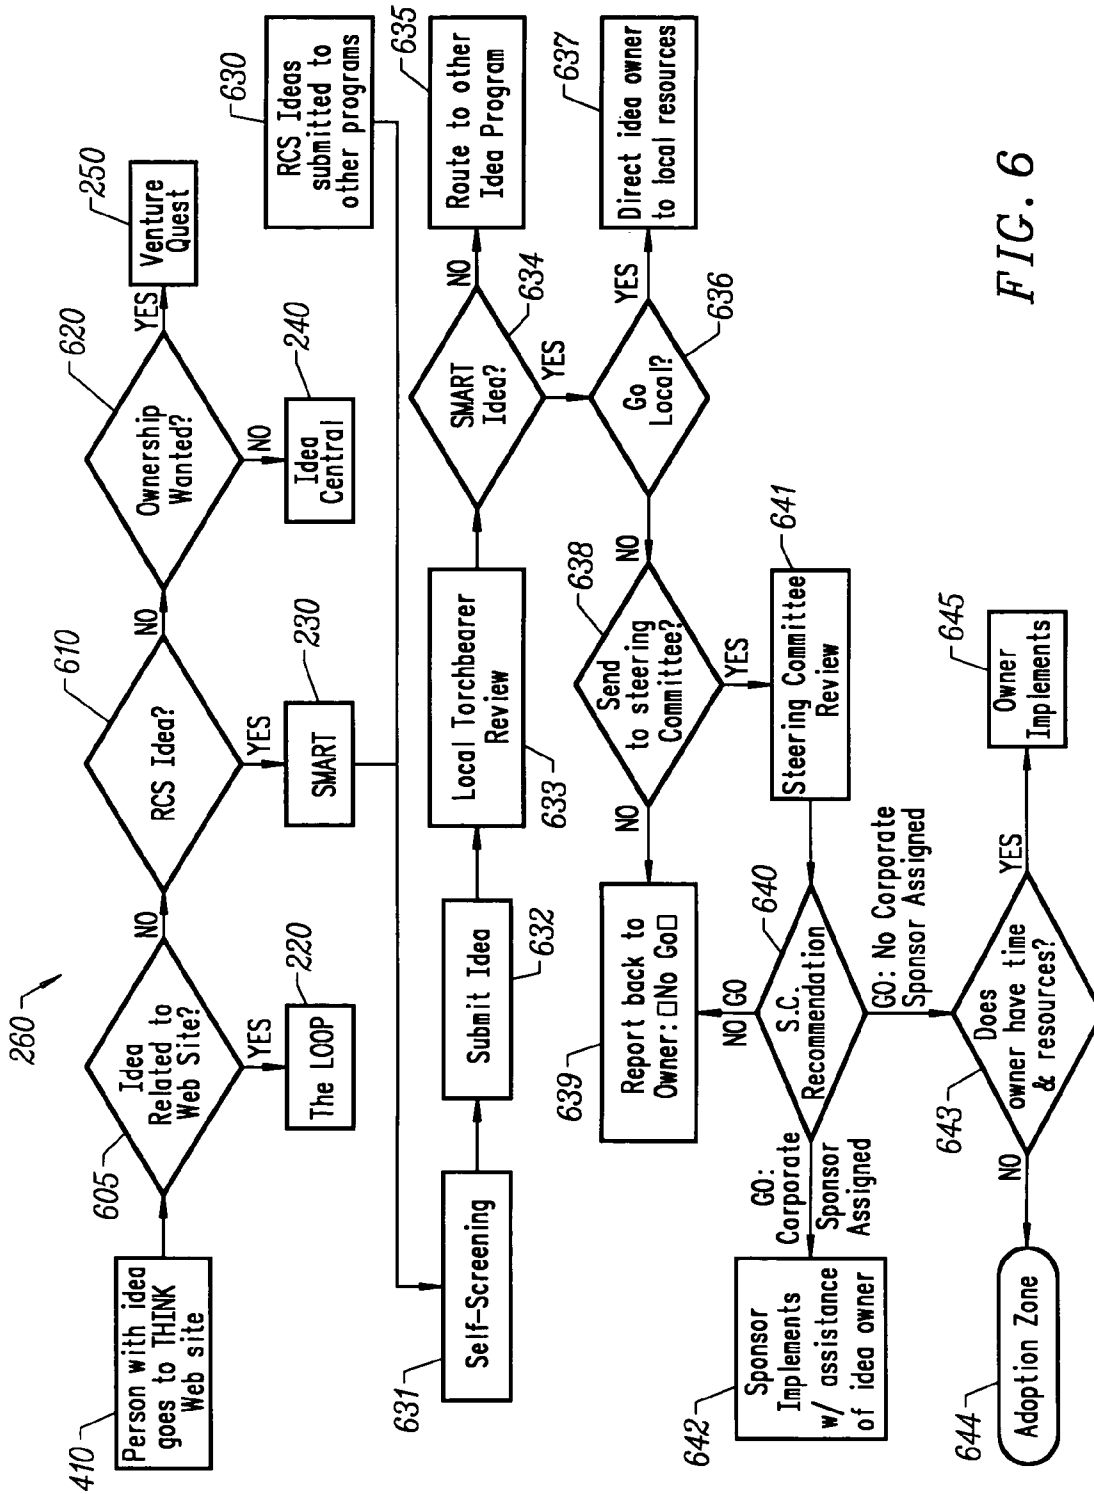 260
410
Person with idea
goes to THINK
Web site
605
Idea
Related to
Web Site?
NO
YES
The LOOP
220
610
RCS Idea?
NO
YES
SMART
230
620
Ownership
Wanted?
YES
NO
Idea
Central
240
Venture
Quest
250
630
RCS Ideas
submitted to
other programs
631
Self-Screening
Submit Idea
632
Local Torchbearer
Review
633
SMART
Idea?
634
NO
YES
635
Route to other
Idea Program
Go
Local?
636
YES
NO
637
Direct idea owner
to local resources
638
Send
to steering
Committee?
NO
YES
639
Report back to
Owner: □No Go□
641
Steering Committee
Review
640
S.C.
Recommendation
NO GO
GO:
Corporate
Sponsor
Assigned
GO: No Corporate
Sponsor Assigned
642
Sponsor
Implements
w/ assistance
of idea owner
643
Does
owner have time
& resources?
NO
YES
644
Adoption Zone
645
Owner
Implements
FIG. 6